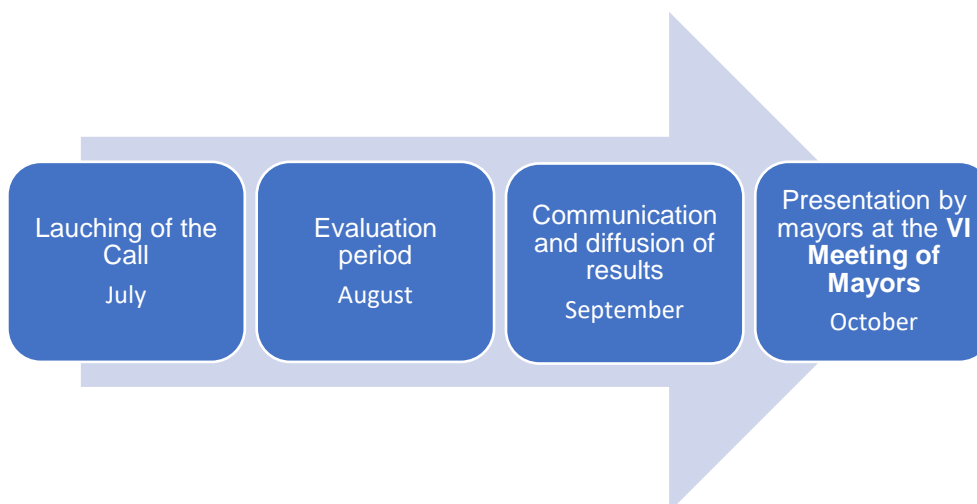 Lauching of the
Call
July
Evaluation
period
August
Communication
and diffusion of
results
September
Presentation by
mayors at the VI
Meeting of
Mayors
October